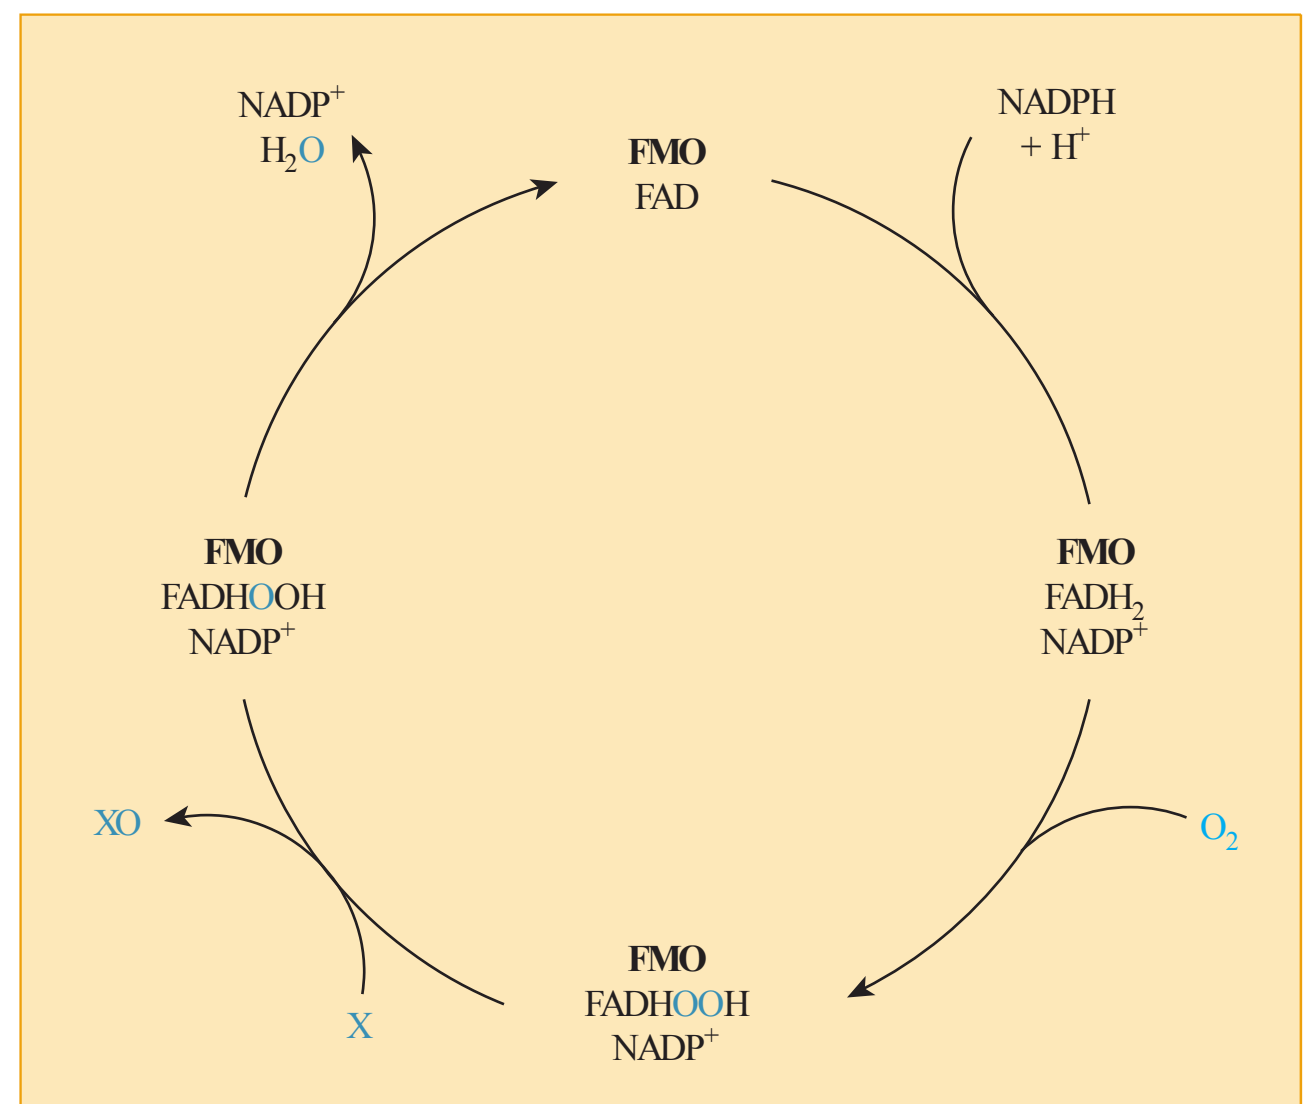 NADP⁺
H₂O
FMO
FAD
NADPH
+ H⁺
FMO
FADHOOH
NADP⁺
FMO
FADH₂
NADP⁺
XO
O₂
X
FMO
FADHOOH
NADP⁺